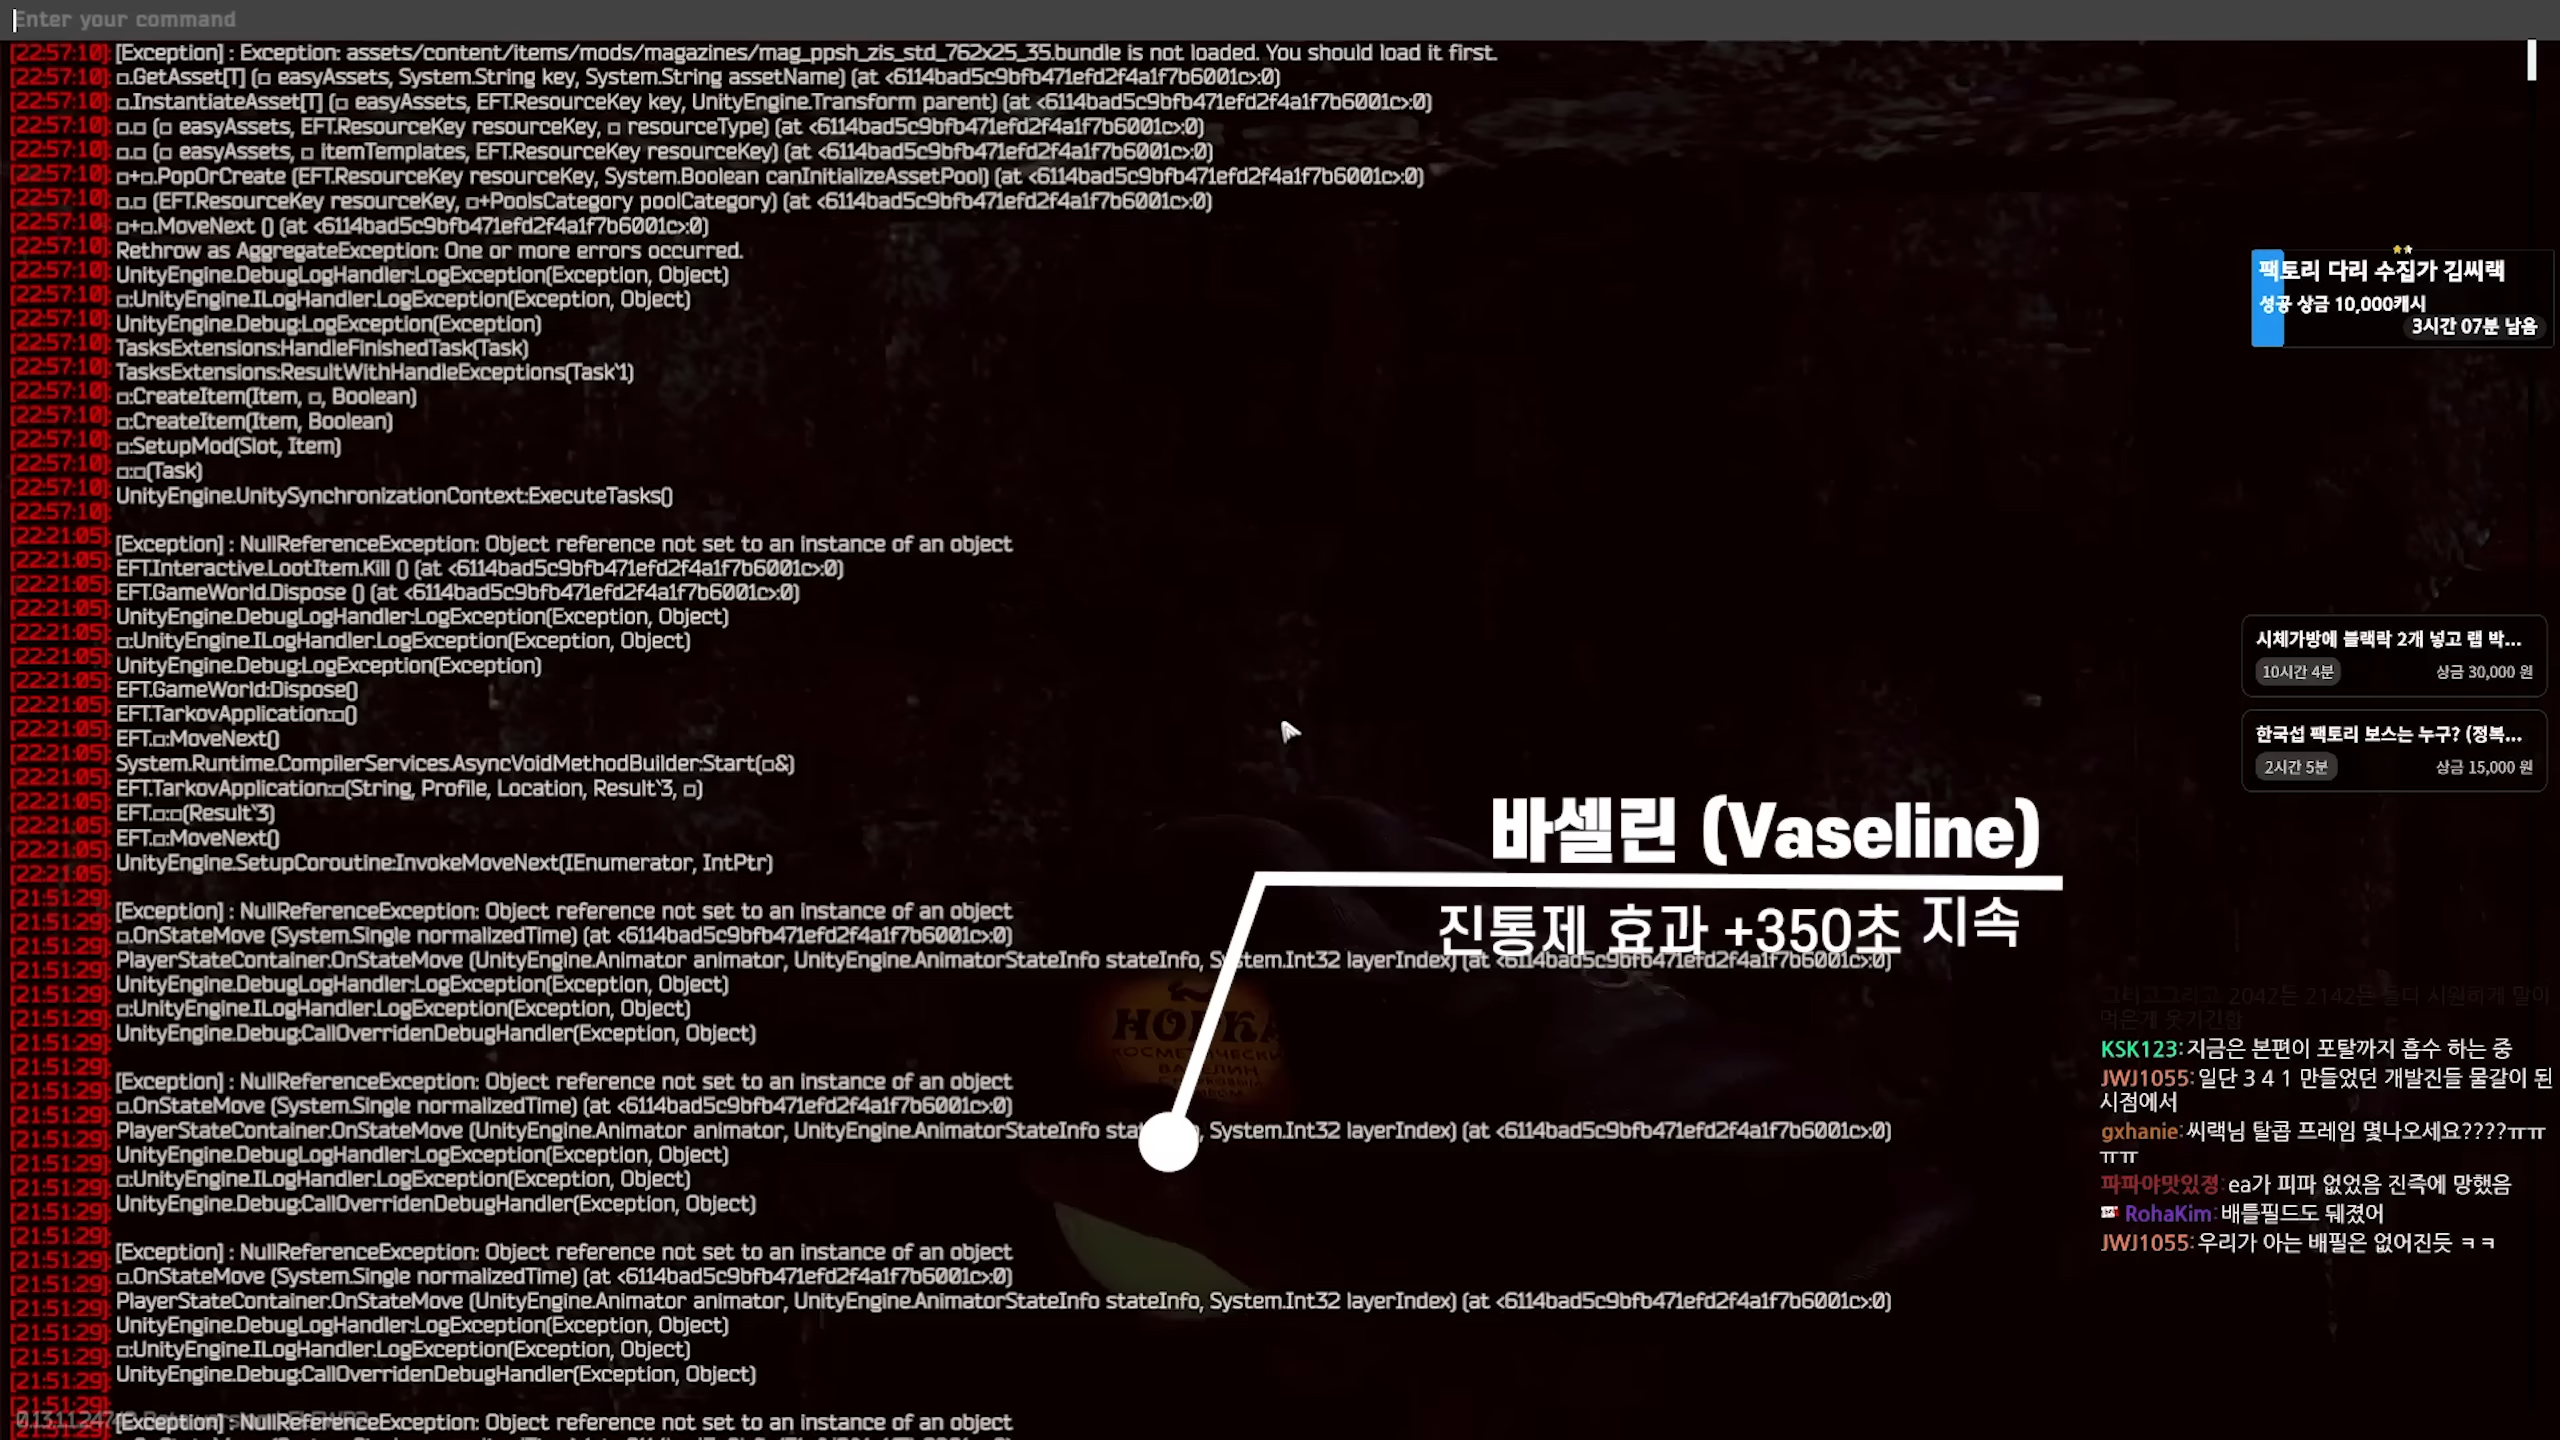 Enter your command
[22:57:10]: [Exception] : Exception: assets/content/items/mods/magazines/mag_ppsh_zis_std_762x25_35.bundle is not loaded. You should load it first.
[22:57:10]: □.GetAsset[T] (□ easyAssets, System.String key, System.String assetName) (at <6114bad5c9bfb471efd2f4a1f7b6001c>:0)
[22:57:10]: □.InstantiateAsset[T] (□ easyAssets, EFT.ResourceKey key, UnityEngine.Transform parent) (at <6114bad5c9bfb471efd2f4a1f7b6001c>:0)
[22:57:10]: □.□ (□ easyAssets, EFT.ResourceKey resourceKey, □ resourceType) (at <6114bad5c9bfb471efd2f4a1f7b6001c>:0)
[22:57:10]: □.□ (□ easyAssets, □ itemTemplates, EFT.ResourceKey resourceKey) (at <6114bad5c9bfb471efd2f4a1f7b6001c>:0)
[22:57:10]: □+□.PopOrCreate (EFT.ResourceKey resourceKey, System.Boolean canInitializeAssetPool) (at <6114bad5c9bfb471efd2f4a1f7b6001c>:0)
[22:57:10]: □.□ (EFT.ResourceKey resourceKey, □+PoolsCategory poolCategory) (at <6114bad5c9bfb471efd2f4a1f7b6001c>:0)
[22:57:10]: □+□.MoveNext () (at <6114bad5c9bfb471efd2f4a1f7b6001c>:0)
[22:57:10]: Rethrow as AggregateException: One or more errors occurred.
[22:57:10]: UnityEngine.DebugLogHandler:LogException(Exception, Object)
[22:57:10]: □:UnityEngine.ILogHandler.LogException(Exception, Object)
[22:57:10]: UnityEngine.Debug:LogException(Exception)
[22:57:10]: TasksExtensions:HandleFinishedTask(Task)
[22:57:10]: TasksExtensions:ResultWithHandleExceptions(Task`1)
[22:57:10]: □:CreateItem(Item, □, Boolean)
[22:57:10]: □:CreateItem(Item, Boolean)
[22:57:10]: □:SetupMod(Slot, Item)
[22:57:10]: □:□(Task)
[22:57:10]: UnityEngine.UnitySynchronizationContext:ExecuteTasks()
[22:57:10]:
[22:21:05]: [Exception] : NullReferenceException: Object reference not set to an instance of an object
[22:21:05]: EFT.Interactive.LootItem.Kill () (at <6114bad5c9bfb471efd2f4a1f7b6001c>:0)
[22:21:05]: EFT.GameWorld.Dispose () (at <6114bad5c9bfb471efd2f4a1f7b6001c>:0)
[22:21:05]: UnityEngine.DebugLogHandler:LogException(Exception, Object)
[22:21:05]: □:UnityEngine.ILogHandler.LogException(Exception, Object)
[22:21:05]: UnityEngine.Debug:LogException(Exception)
[22:21:05]: EFT.GameWorld:Dispose()
[22:21:05]: EFT.TarkovApplication:□()
[22:21:05]: EFT.□:MoveNext()
[22:21:05]: System.Runtime.CompilerServices.AsyncVoidMethodBuilder:Start(□&)
[22:21:05]: EFT.TarkovApplication:□(String, Profile, Location, Result`3, □)
[22:21:05]: EFT.□:□(Result`3)
[22:21:05]: EFT.□:MoveNext()
[22:21:05]: UnityEngine.SetupCoroutine:InvokeMoveNext(IEnumerator, IntPtr)
[22:21:05]:
[21:51:29]: [Exception] : NullReferenceException: Object reference not set to an instance of an object
[21:51:29]: □.OnStateMove (System.Single normalizedTime) (at <6114bad5c9bfb471efd2f4a1f7b6001c>:0)
[21:51:29]: PlayerStateContainer.OnStateMove (UnityEngine.Animator animator, UnityEngine.AnimatorStateInfo stateInfo, System.Int32 layerIndex) (at <6114bad5c9bfb471efd2f4a1f7b6001c>:0)
[21:51:29]: UnityEngine.DebugLogHandler:LogException(Exception, Object)
[21:51:29]: □:UnityEngine.ILogHandler.LogException(Exception, Object)
[21:51:29]: UnityEngine.Debug:CallOverridenDebugHandler(Exception, Object)
[21:51:29]:
[21:51:29]: [Exception] : NullReferenceException: Object reference not set to an instance of an object
[21:51:29]: □.OnStateMove (System.Single normalizedTime) (at <6114bad5c9bfb471efd2f4a1f7b6001c>:0)
[21:51:29]: PlayerStateContainer.OnStateMove (UnityEngine.Animator animator, UnityEngine.AnimatorStateInfo sta , System.Int32 layerIndex) (at <6114bad5c9bfb471efd2f4a1f7b6001c>:0)
[21:51:29]: UnityEngine.DebugLogHandler:LogException(Exception, Object)
[21:51:29]: □:UnityEngine.ILogHandler.LogException(Exception, Object)
[21:51:29]: UnityEngine.Debug:CallOverridenDebugHandler(Exception, Object)
[21:51:29]:
[21:51:29]: [Exception] : NullReferenceException: Object reference not set to an instance of an object
[21:51:29]: □.OnStateMove (System.Single normalizedTime) (at <6114bad5c9bfb471efd2f4a1f7b6001c>:0)
[21:51:29]: PlayerStateContainer.OnStateMove (UnityEngine.Animator animator, UnityEngine.AnimatorStateInfo stateInfo, System.Int32 layerIndex) (at <6114bad5c9bfb471efd2f4a1f7b6001c>:0)
[21:51:29]: UnityEngine.DebugLogHandler:LogException(Exception, Object)
[21:51:29]: □:UnityEngine.ILogHandler.LogException(Exception, Object)
[21:51:29]: UnityEngine.Debug:CallOverridenDebugHandler(Exception, Object)
[21:51:29]:
[21:51:29]: [Exception] : NullReferenceException: Object reference not set to an instance of an object
바셀린 (Vaseline)
진통제 효과 +350초 지속
КОСМЕТИЧЕСКИ
ВАЗЕЛИН
팩토리 다리 수집가 김씨랙
성공 상금 10,000캐시
3시간 07분 남음
시체가방에 블랙락 2개 넣고 랩 박...
10시간 4분 상금 30,000 원
한국섭 팩토리 보스는 누구? (정복...
2시간 5분 상금 15,000 원
2042든 2142든 시원하게 말이
먹은게 웃기긴함
KSK123: 지금은 본편이 포탈까지 흡수 하는 중
JWJ1055: 일단 3 4 1 만들었던 개발진들 물갈이 된
시점에서
gxhanie: 씨랙님 탈콥 프레임 몇나오세요????ㅠㅠ
ㅠㅠ
파파야맛있졍: ea가 피파 없었음 진즉에 망했음
RohaKim: 배틀필드도 뒈졌어
JWJ1055: 우리가 아는 배필은 없어진듯 ㅋㅋ